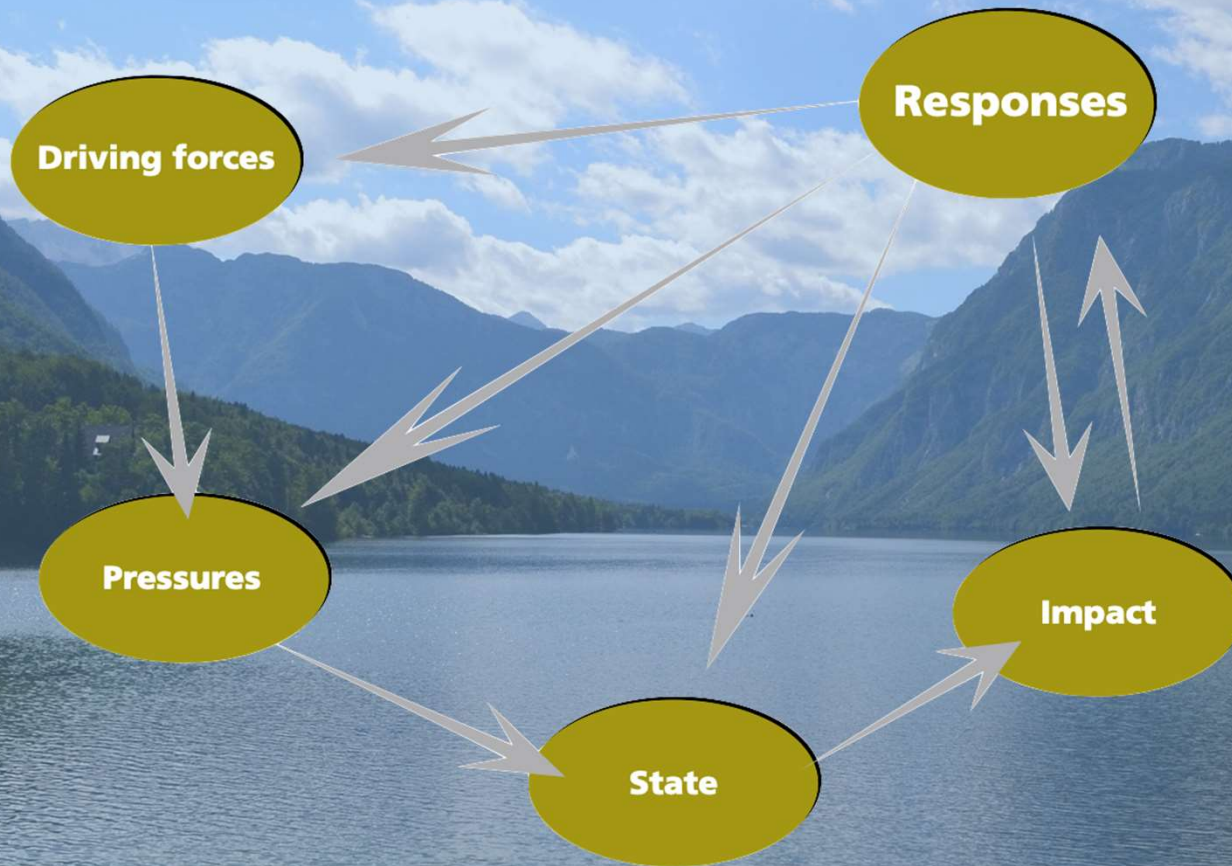 Responses
Driving forces
Pressures
Impact
State